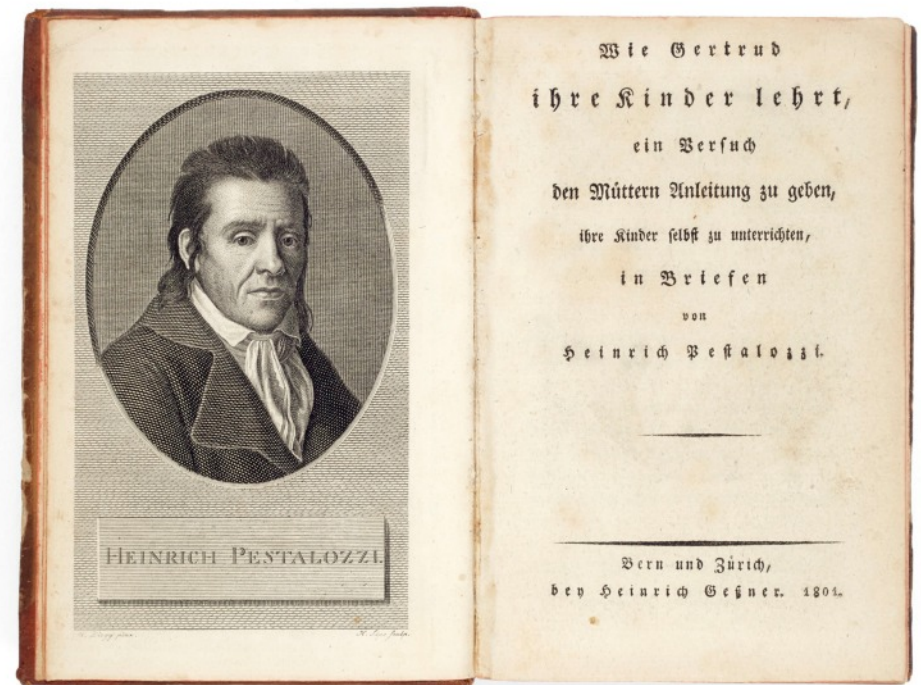 HEINRICH PESTALOZZI.
Wie Gertrud
ihre Kinder lehrt,
ein Versuch
den Müttern Anleitung zu geben,
ihre Kinder selbst zu unterrichten,
in Briefen
von
Heinrich Pestalozzi.
Bern und Zürich,
bey Heinrich Geßner. 1801.